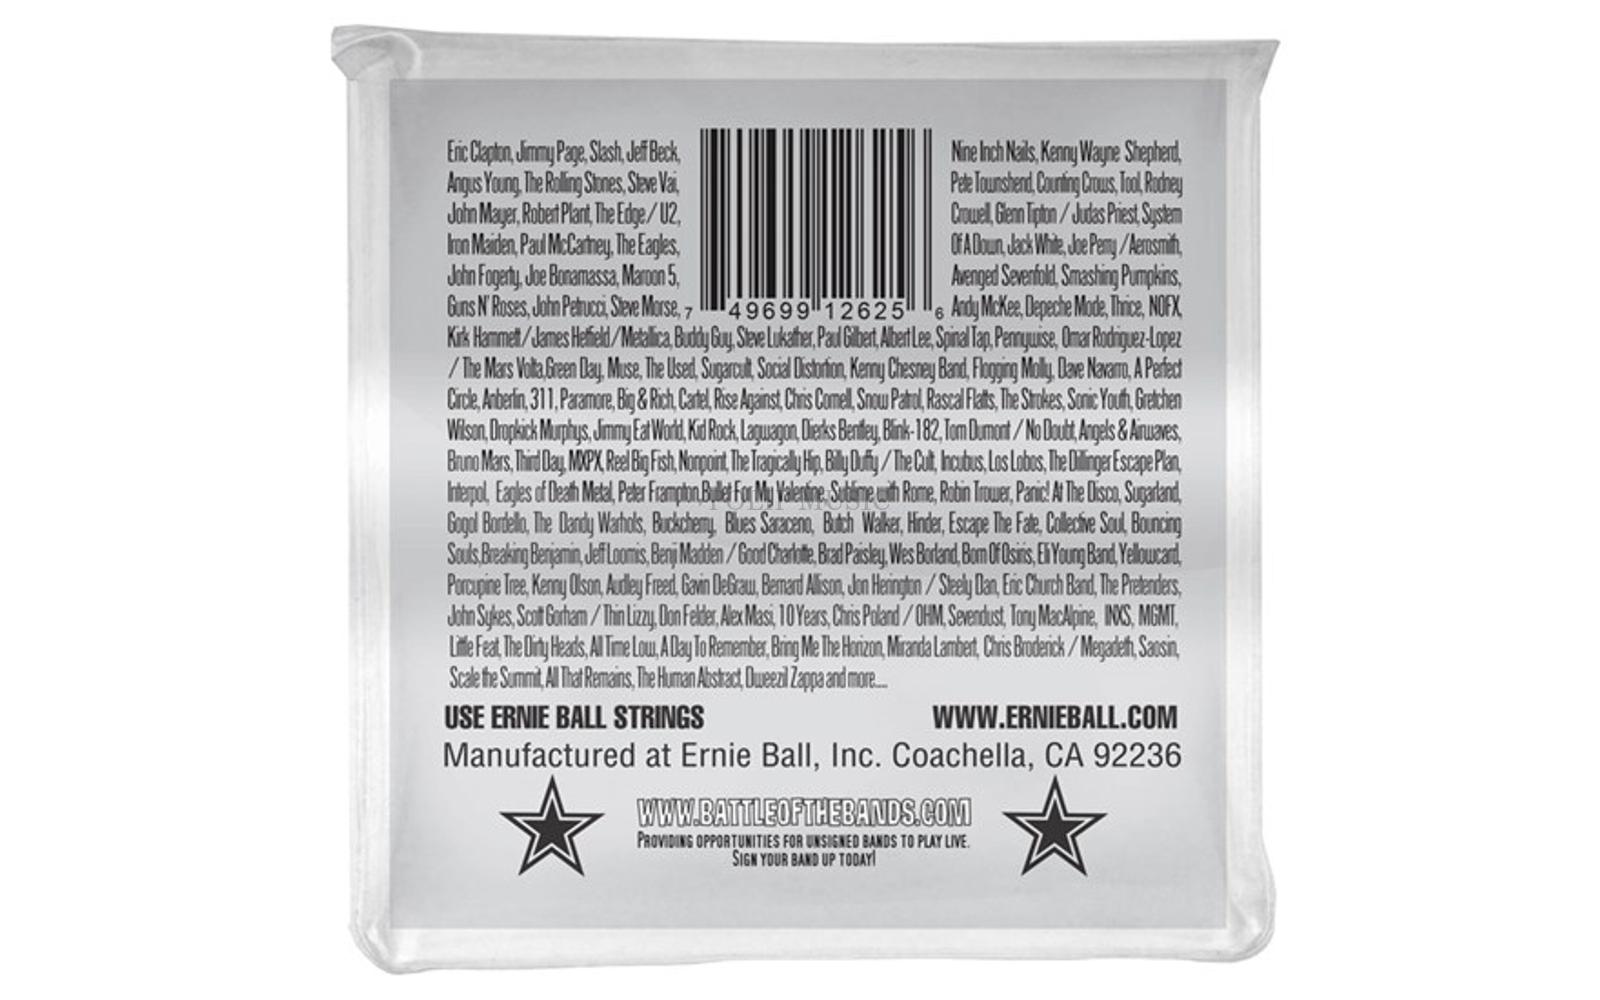 Eric Clapton, Jimmy Page, Slash, Jeff Beck,
Angus Young, The Rolling Stones, Steve Vai,
John Mayer, Robert Plant, The Edge / U2,
Iron Maiden, Paul McCartney, The Eagles,
John Fogerty, Joe Bonamassa, Maroon 5,
Guns N' Roses, John Petrucci, Steve Morse,
7 49699 12625 6
Nine Inch Nails, Kenny Wayne Shepherd,
Pete Townshend, Counting Crows, Tool, Rodney
Crowell, Glenn Tipton / Judas Priest, System
Of A Down, Jack White, Joe Perry / Aerosmith,
Avenged Sevenfold, Smashing Pumpkins,
Andy McKee, Depeche Mode, Thrice, NOFX,
Kirk Hammett / James Hetfield / Metallica, Buddy Guy, Steve Lukather, Paul Gilbert, Albert Lee, Spinal Tap, Pennywise, Omar Rodriguez-Lopez
/ The Mars Volta,Green Day, Muse, The Used, Sugarcult, Social Distortion, Kenny Chesney Band, Flogging Molly, Dave Navarro, A Perfect
Circle, Anberlin, 311, Paramore, Big & Rich, Cartel, Rise Against, Chris Cornell, Snow Patrol, Rascal Flatts, The Strokes, Sonic Youth, Gretchen
Wilson, Dropkick Murphys, Jimmy Eat World, Kid Rock, Lagwagon, Dierks Bentley, Blink-182, Tom Dumont / No Doubt, Angels & Airwaves,
Bruno Mars, Third Day, MXPX, Reel Big Fish, Nonpoint, The Tragically Hip, Billy Duffy / The Cult, Incubus, Los Lobos, The Dillinger Escape Plan,
Interpol, Eagles of Death Metal, Peter Frampton,Bullet For My Valentine, Sublime with Rome, Robin Trower, Panic! At The Disco, Sugarland,
Gogol Bordello, The Dandy Warhols, Buckcherry, Blues Saraceno, Butch Walker, Hinder, Escape The Fate, Collective Soul, Bouncing
Souls,Breaking Benjamin, Jeff Loomis, Benji Madden / Good Charlotte, Brad Paisley, Wes Borland, Born Of Osiris, Eli Young Band, Yellowcard,
Porcupine Tree, Kenny Olson, Audley Freed, Gavin DeGraw, Bernard Allison, Jon Herington / Steely Dan, Eric Church Band, The Pretenders,
John Sykes, Scott Gorham / Thin Lizzy, Don Felder, Alex Masi, 10 Years, Chris Poland / OHM, Sevendust, Tony MacAlpine, INXS, MGMT,
Little Feat, The Dirty Heads, All Time Low, A Day To Remember, Bring Me The Horizon, Miranda Lambert, Chris Broderick / Megadeth, Saosin,
Scale the Summit, All That Remains, The Human Abstract, Dweezil Zappa and more....
USE ERNIE BALL STRINGS WWW.ERNIEBALL.COM
Manufactured at Ernie Ball, Inc. Coachella, CA 92236
WWW.BATTLEOFTHEBANDS.COM
PROVIDING OPPORTUNITIES FOR UNSIGNED BANDS TO PLAY LIVE.
SIGN YOUR BAND UP TODAY!